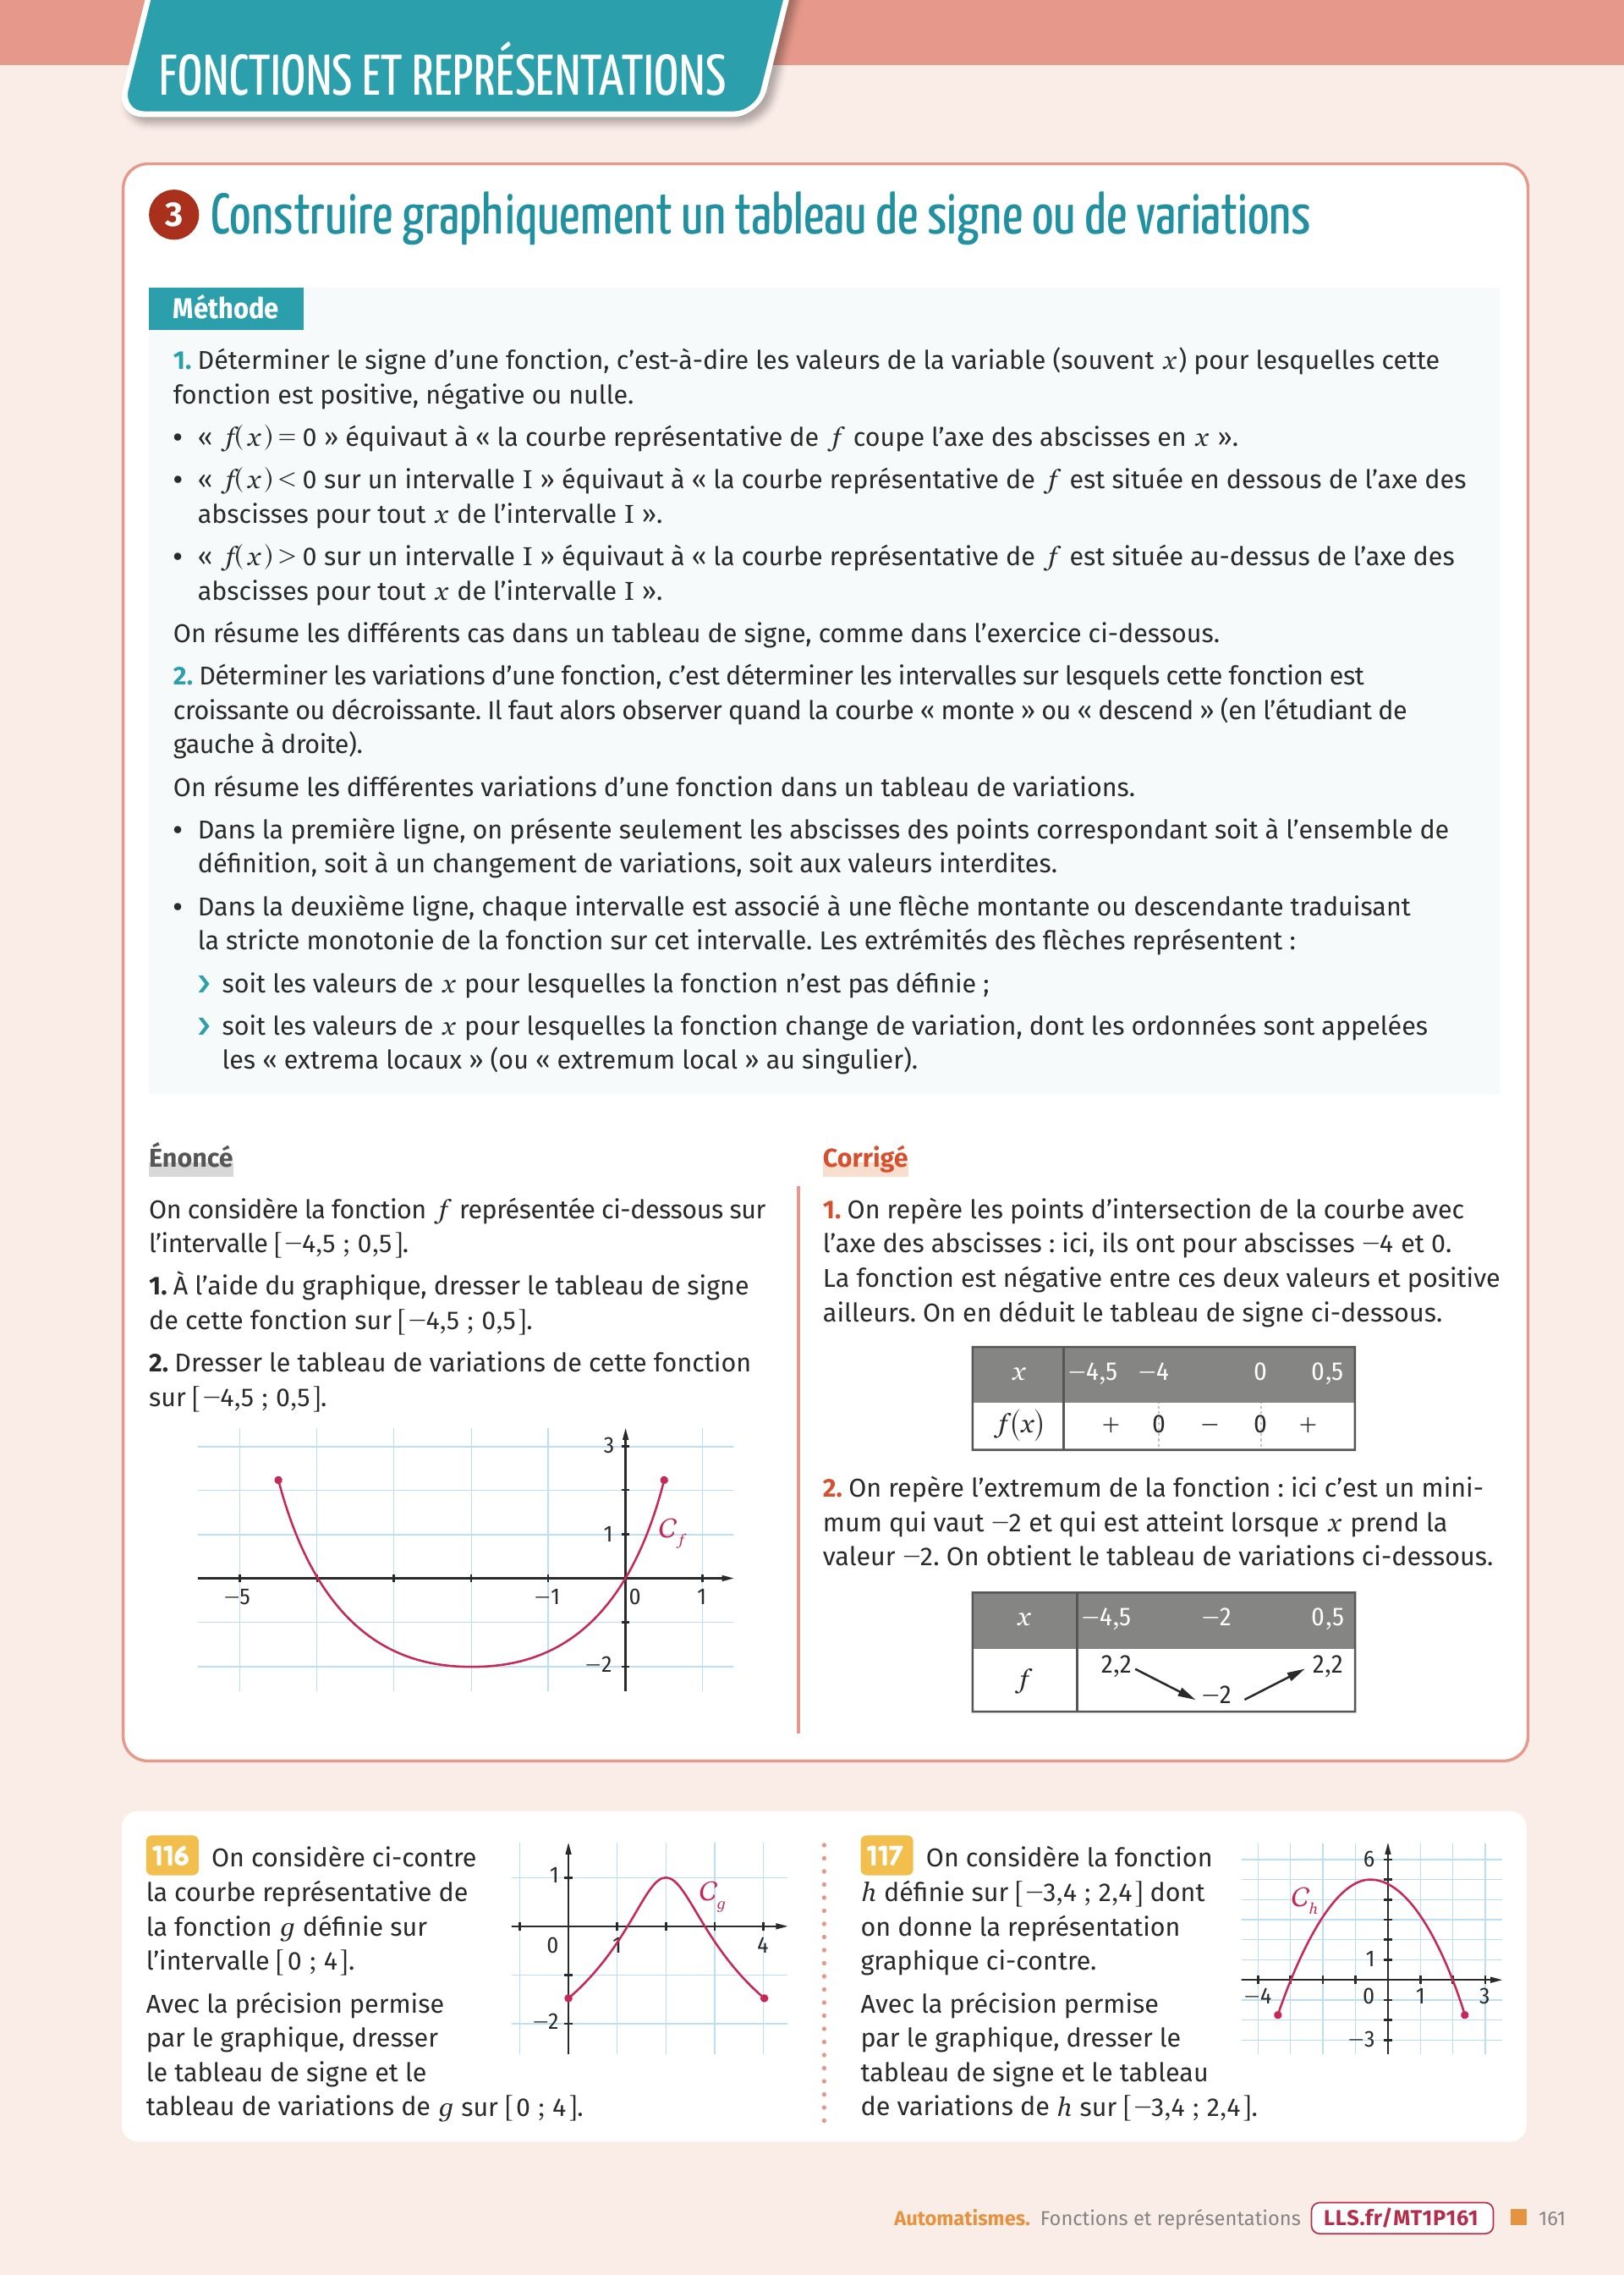 FONCTIONS ET REPRÉSENTATIONS
3 Construire graphiquement un tableau de signe ou de variations
Méthode
1. Déterminer le signe d’une fonction, c’est-à-dire les valeurs de la variable (souvent x) pour lesquelles cette
fonction est positive, négative ou nulle.
• « f(x) = 0 » équivaut à « la courbe représentative de f coupe l’axe des abscisses en x ».
• « f(x) < 0 sur un intervalle I » équivaut à « la courbe représentative de f est située en dessous de l’axe des
abscisses pour tout x de l’intervalle I ».
• « f(x) > 0 sur un intervalle I » équivaut à « la courbe représentative de f est située au-dessus de l’axe des
abscisses pour tout x de l’intervalle I ».
On résume les différents cas dans un tableau de signe, comme dans l’exercice ci-dessous.
2. Déterminer les variations d’une fonction, c’est déterminer les intervalles sur lesquels cette fonction est
croissante ou décroissante. Il faut alors observer quand la courbe « monte » ou « descend » (en l’étudiant de
gauche à droite).
On résume les différentes variations d’une fonction dans un tableau de variations.
• Dans la première ligne, on présente seulement les abscisses des points correspondant soit à l’ensemble de
définition, soit à un changement de variations, soit aux valeurs interdites.
• Dans la deuxième ligne, chaque intervalle est associé à une flèche montante ou descendante traduisant
la stricte monotonie de la fonction sur cet intervalle. Les extrémités des flèches représentent :
› soit les valeurs de x pour lesquelles la fonction n’est pas définie ;
› soit les valeurs de x pour lesquelles la fonction change de variation, dont les ordonnées sont appelées
les « extrema locaux » (ou « extremum local » au singulier).
Énoncé
On considère la fonction f représentée ci-dessous sur
l’intervalle [−4,5 ; 0,5].
1. À l’aide du graphique, dresser le tableau de signe
de cette fonction sur [−4,5 ; 0,5].
2. Dresser le tableau de variations de cette fonction
sur [−4,5 ; 0,5].
3
1
C_f
−5 −1 0 1
−2
Corrigé
1. On repère les points d’intersection de la courbe avec
l’axe des abscisses : ici, ils ont pour abscisses −4 et 0.
La fonction est négative entre ces deux valeurs et positive
ailleurs. On en déduit le tableau de signe ci-dessous.
x −4,5 −4 0 0,5
f(x) + 0 − 0 +
2. On repère l’extremum de la fonction : ici c’est un mini-
mum qui vaut −2 et qui est atteint lorsque x prend la
valeur −2. On obtient le tableau de variations ci-dessous.
x −4,5 −2 0,5
f 2,2 −2 2,2
116 On considère ci-contre
la courbe représentative de
la fonction g définie sur
l’intervalle [0 ; 4].
Avec la précision permise
par le graphique, dresser
le tableau de signe et le
tableau de variations de g sur [0 ; 4].
1
C_g
0 1 4
−2
117 On considère la fonction
h définie sur [−3,4 ; 2,4] dont
on donne la représentation
graphique ci-contre.
Avec la précision permise
par le graphique, dresser le
tableau de signe et le tableau
de variations de h sur [−3,4 ; 2,4].
6
C_h
1
−4 0 1 3
−3
Automatismes. Fonctions et représentations LLS.fr/MT1P161 161